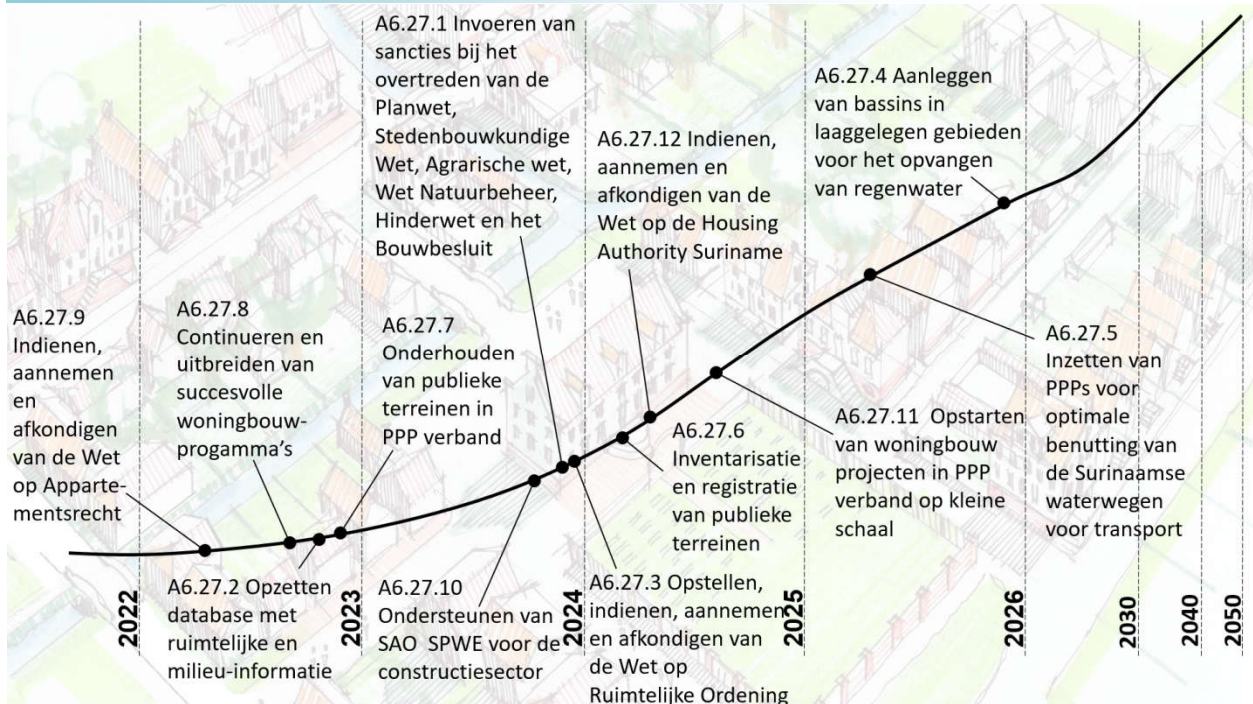 A6.27.1 Invoeren van
sancties bij het
overtreden van de
Planwet,
Stedenbouwkundige
Wet, Agrarische wet,
Wet Natuurbeheer,
Hinderwet en het
Bouwbesluit
A6.27.4 Aanleggen
van bassins in
laaggelegen gebieden
voor het opvangen
van regenwater
A6.27.12 Indienen,
aannemen en
afkondigen van de
Wet op de Housing
Authority Suriname
A6.27.9
Indienen,
aannemen
en
afkondigen
van de Wet
op Apparte-
mentsrecht
A6.27.8
Continueren en
uitbreiden van
succesvolle
woningbouw-
progamma's
A6.27.7
Onderhouden
van publieke
terreinen in
PPP verband
A6.27.5
Inzetten van
PPPs voor
optimale
benutting van
de Surinaamse
waterwegen
voor transport
A6.27.11 Opstarten
van woningbouw
projecten in PPP
verband op kleine
schaal
A6.27.6
Inventarisatie
en registratie
van publieke
terreinen
A6.27.2 Opzetten
database met
ruimtelijke en
milieu-informatie
A6.27.10
Ondersteunen van
SAO SPWE voor de
constructiesector
A6.27.3 Opstellen,
indienen, aannemen
en afkondigen van
de Wet op
Ruimtelijke Ordening
2022
2023
2024
2025
2026
2030
2040
2050